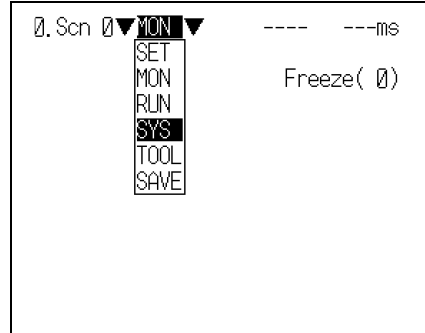 0.Scn 0▼MON ▼ ---- ---ms
SET
MON Freeze( 0)
RUN
SYS
TOOL
SAVE